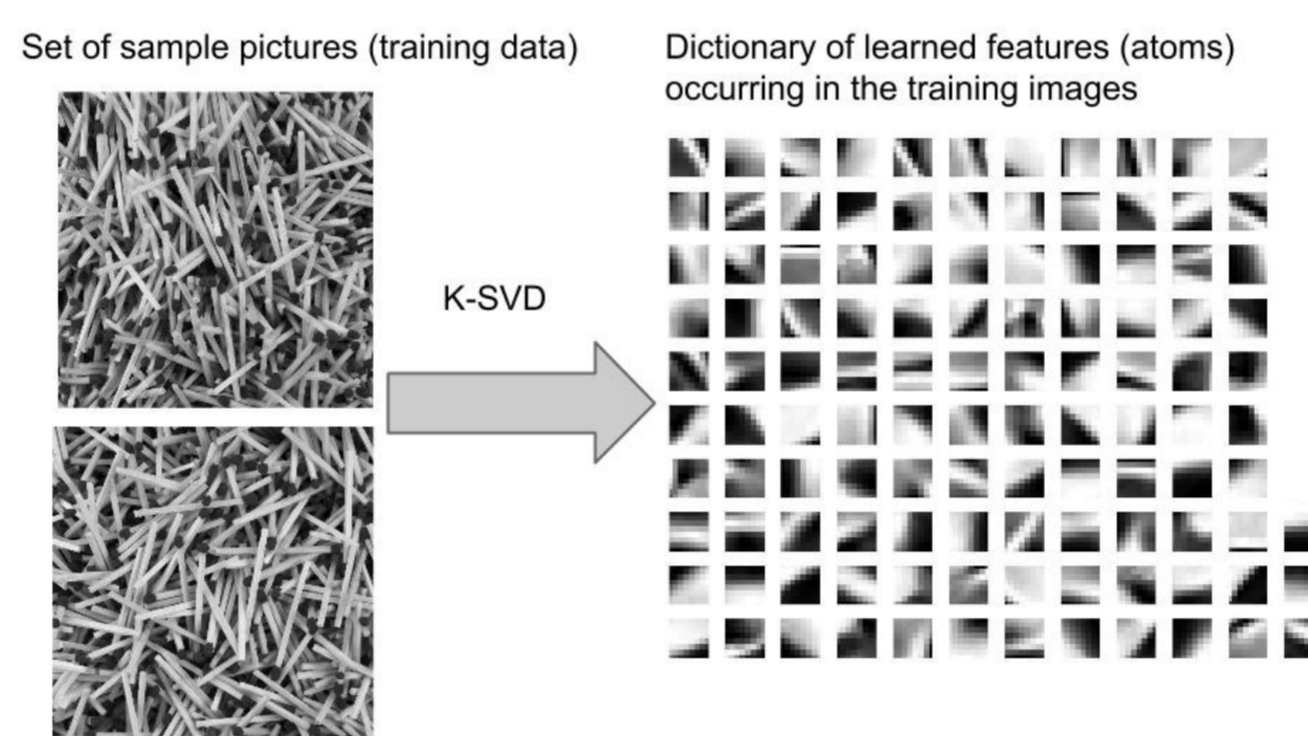 Set of sample pictures (training data)
Dictionary of learned features (atoms)
occurring in the training images
K-SVD